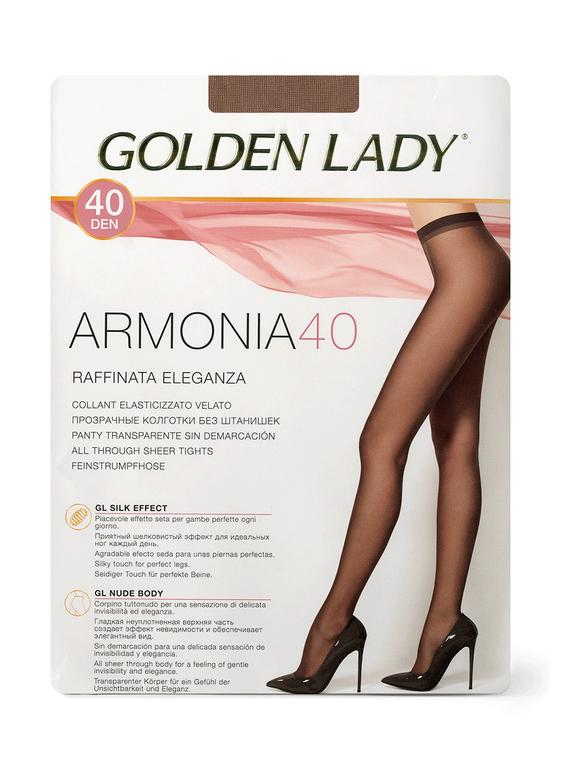 GOLDEN LADY®
40
DEN
ARMONIA40
RAFFINATA ELEGANZA
COLLANT ELASTICIZZATO VELATO
ПРОЗРАЧНЫЕ КОЛГОТКИ БЕЗ ШТАНИШЕК
PANTY TRANSPARENTE SIN DEMARCACIÓN
ALL THROUGH SHEER TIGHTS
FEINSTRUMPFHOSE
GL SILK EFFECT
Piacevole effetto seta per gambe perfette ogni
giorno.
Приятный шелковистый эффект для идеальных
ног каждый день.
Agradable efecto seda para unas piernas perfectas.
Silky touch for perfect legs.
Seidiger Touch für perfekte Beine.
GL NUDE BODY
Corpino tuttonudo per una sensazione di delicata
invisibilità ed eleganza.
Гладкая неуплотненная верхняя часть
создает эффект невидимости и обеспечивает
элегантный вид.
Sin demarcación para una delicada sensación de
invisibilidad y elegancia.
All sheer through body for a feeling of gentle
invisibility and elegance.
Transparenter Körper für ein Gefühl der
Unsichtbarkeit und Eleganz.